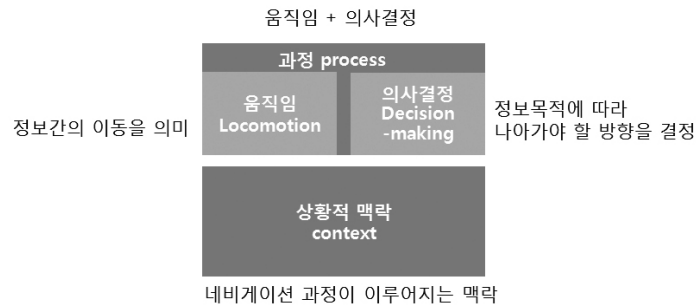 움직임 + 의사결정
과정 process
움직임
Locomotion
의사결정
Decision
-making
정보간의 이동을 의미
정보목적에 따라
나아가야 할 방향을 결정
상황적 맥락
context
네비게이션 과정이 이루어지는 맥락